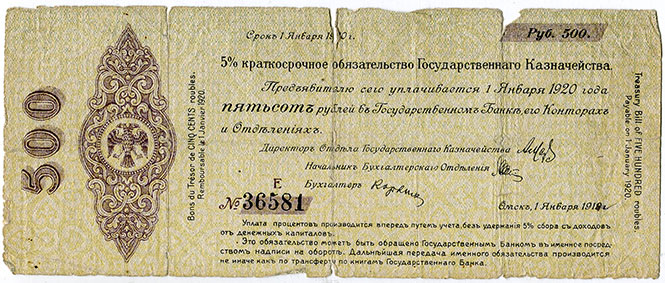 Срокъ 1 Января 1920 г.
Руб. 500.
5% краткосрочное обязательство Государственнаго Казначейства.
Предъявителю сего уплачивается 1 Января 1920 года
ПЯТЬСОТЪ рублей въ Государственномъ Банкѣ, его Конторахъ
и Отдѣленіяхъ.
Директоръ Отдѣла Государственнаго Казначейства
Начальник Бухгалтерскаго Отдѣленія
Бухгалтеръ
Е
№ 36581
Омскъ, 1 Января 1919 г.
Уплата процентовъ производится впередъ путемъ учета, безъ удержанія 5% сбора съ доходовъ
отъ денежныхъ капиталовъ.
Это обязательство можетъ быть обращено Государственнымъ Банкомъ въ именное посред-
ствомъ надписи на оборотѣ. Дальнѣйшая передача именного обязательства производится
не иначе какъ по трансферту по книгамъ Государственнаго Банка.
500
Bons du Trésor de CINQ CENTS roubles.
Remboursable le 1 Janvier 1920.
Treasury Bill of FIVE HUNDRED roubles.
Payable on 1 January 1920.